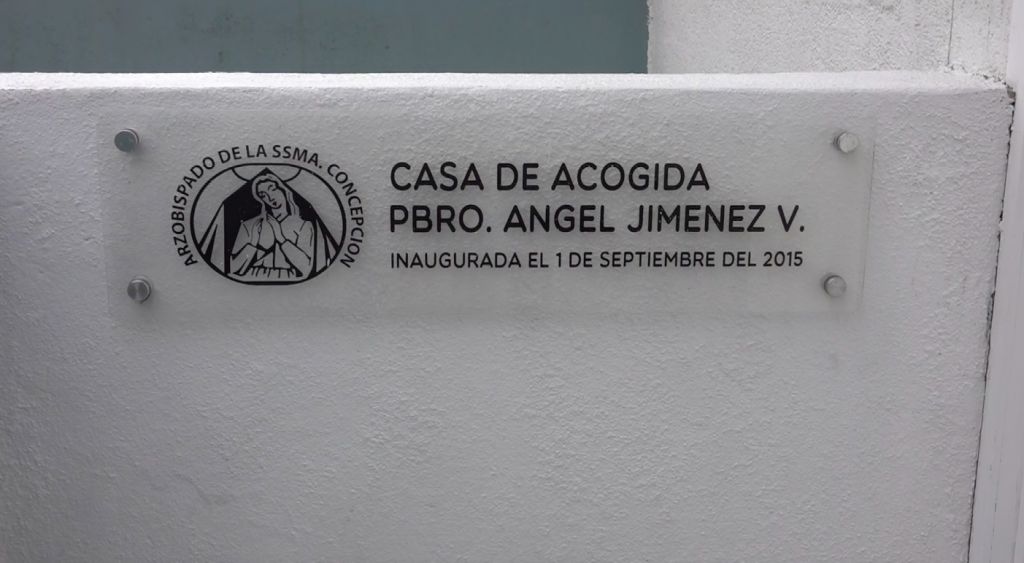 ARZOBISPADO DE LA SSMA. CONCEPCION
CASA DE ACOGIDA
PBRO. ANGEL JIMENEZ V.
INAUGURADA EL 1 DE SEPTIEMBRE DEL 2015